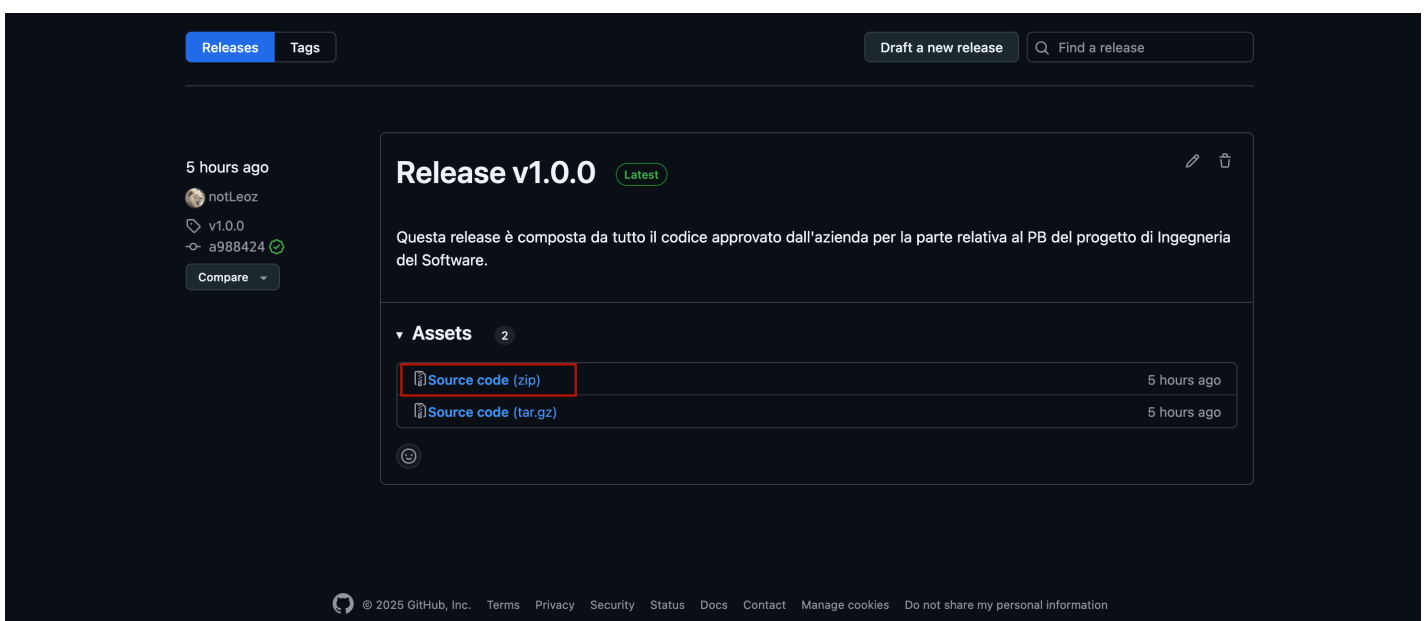 Releases Tags Draft a new release Find a release
5 hours ago
notLeoz
v1.0.0
a988424
Compare
Release v1.0.0 Latest
Questa release è composta da tutto il codice approvato dall'azienda per la parte relativa al PB del progetto di Ingegneria
del Software.
Assets 2
Source code (zip) 5 hours ago
Source code (tar.gz) 5 hours ago
© 2025 GitHub, Inc. Terms Privacy Security Status Docs Contact Manage cookies Do not share my personal information